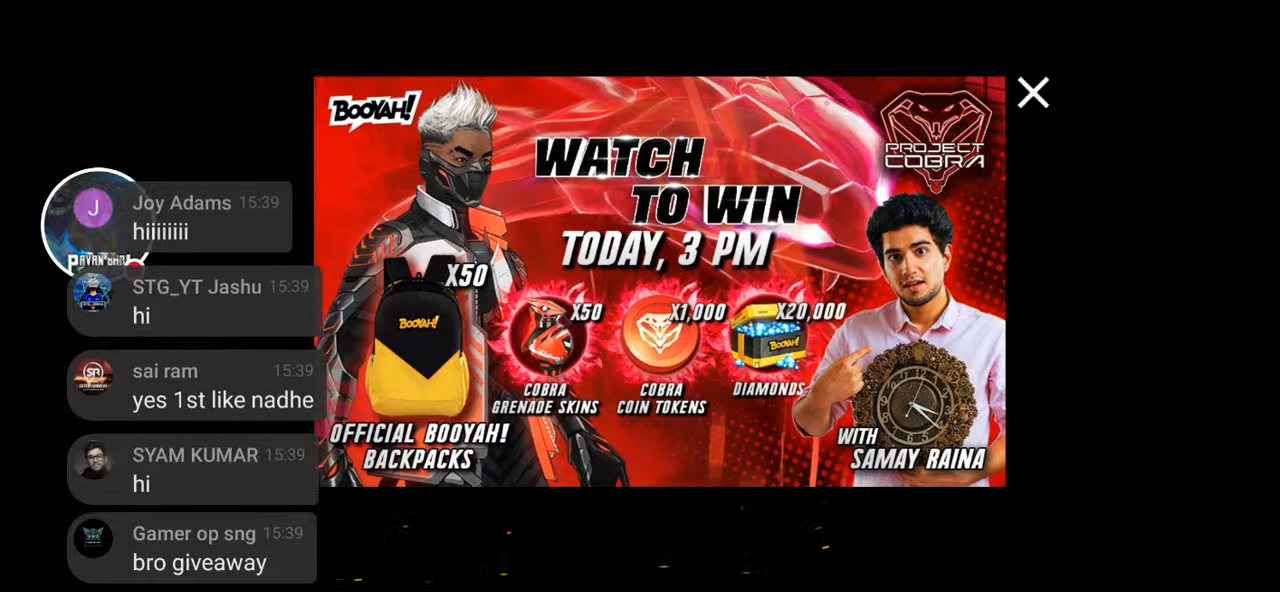 BOOYAH!
PROJECT
COBRA
WATCH
TO WIN
TODAY, 3 PM
X50
BOOYAH!
X50
X1,000
X20,000
BOOYAH!
COBRA
GRENADE SKINS
COBRA
COIN TOKENS
DIAMONDS
OFFICIAL BOOYAH!
BACKPACKS
WITH
SAMAY RAINA
J
Joy Adams 15:39
hiiiiiiii
STG_YT Jashu 15:39
hi
sai ram 15:39
yes 1st like nadhe
SR
SYAM KUMAR 15:39
hi
Gamer op sng 15:39
bro giveaway